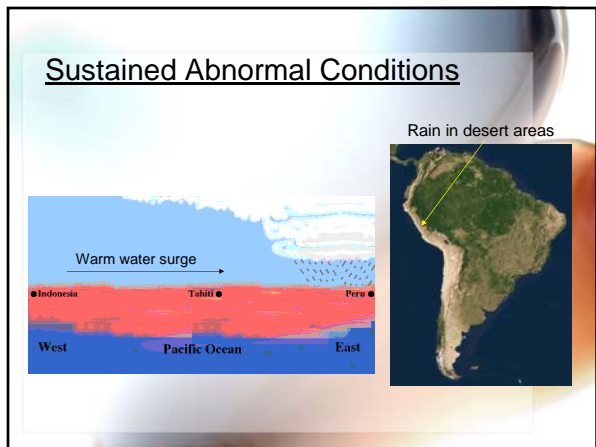 Sustained Abnormal Conditions
Rain in desert areas
Warm water surge
Indonesia Tahiti Peru
West Pacific Ocean East